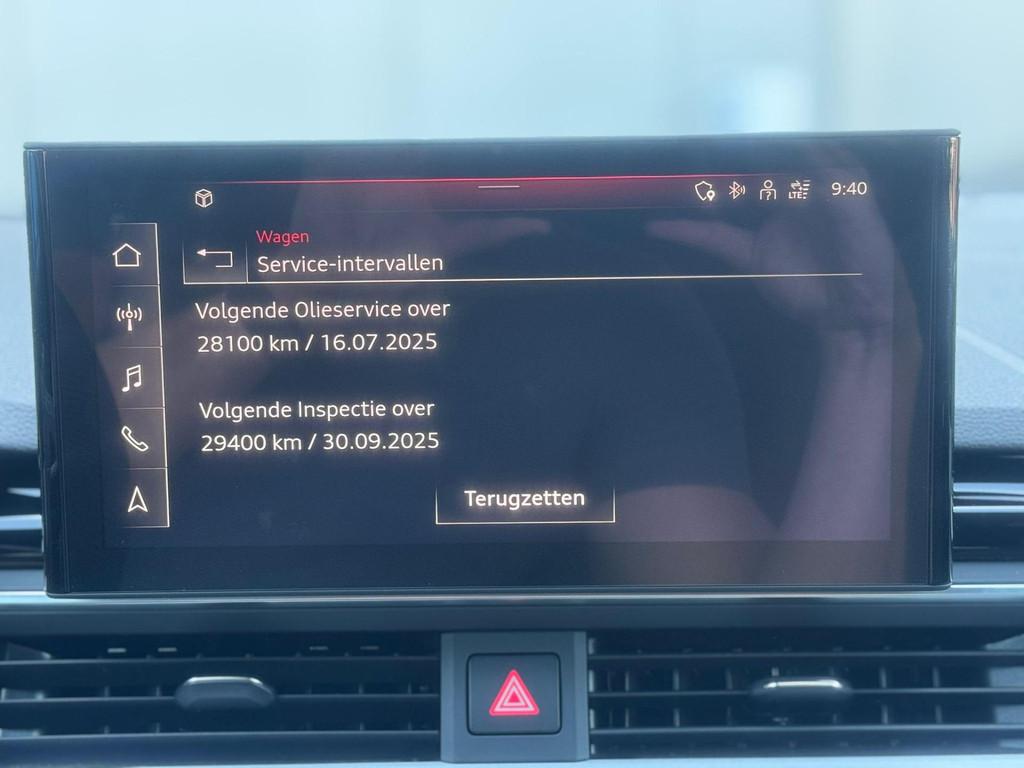 LTE
9:40
Wagen
Service-intervallen
Volgende Olieservice over
28100 km / 16.07.2025
Volgende Inspectie over
29400 km / 30.09.2025
Terugzetten